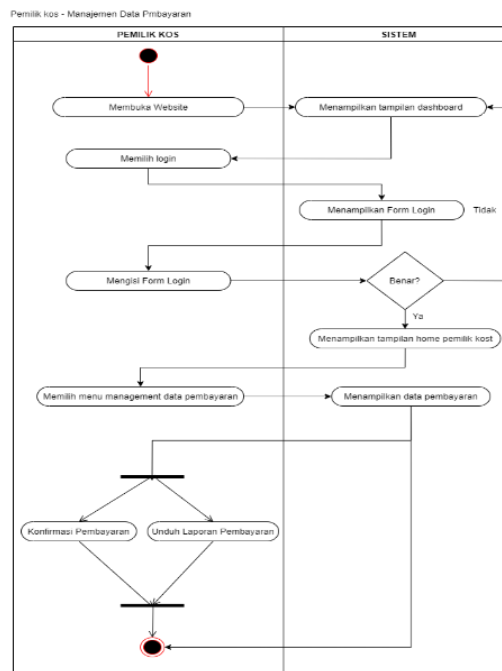 Pemilik kos - Manajemen Data Pmbayaran
PEMILIK KOS
SISTEM
Membuka Website
Menampilkan tampilan dashboard
Memilih login
Menampilkan Form Login
Tidak
Mengisi Form Login
Benar?
Ya
Menampilkan tampilan home pemilik kost
Memilih menu management data pembayaran
Menampilkan data pembayaran
Konfirmasi Pembayaran
Unduh Laporan Pembayaran